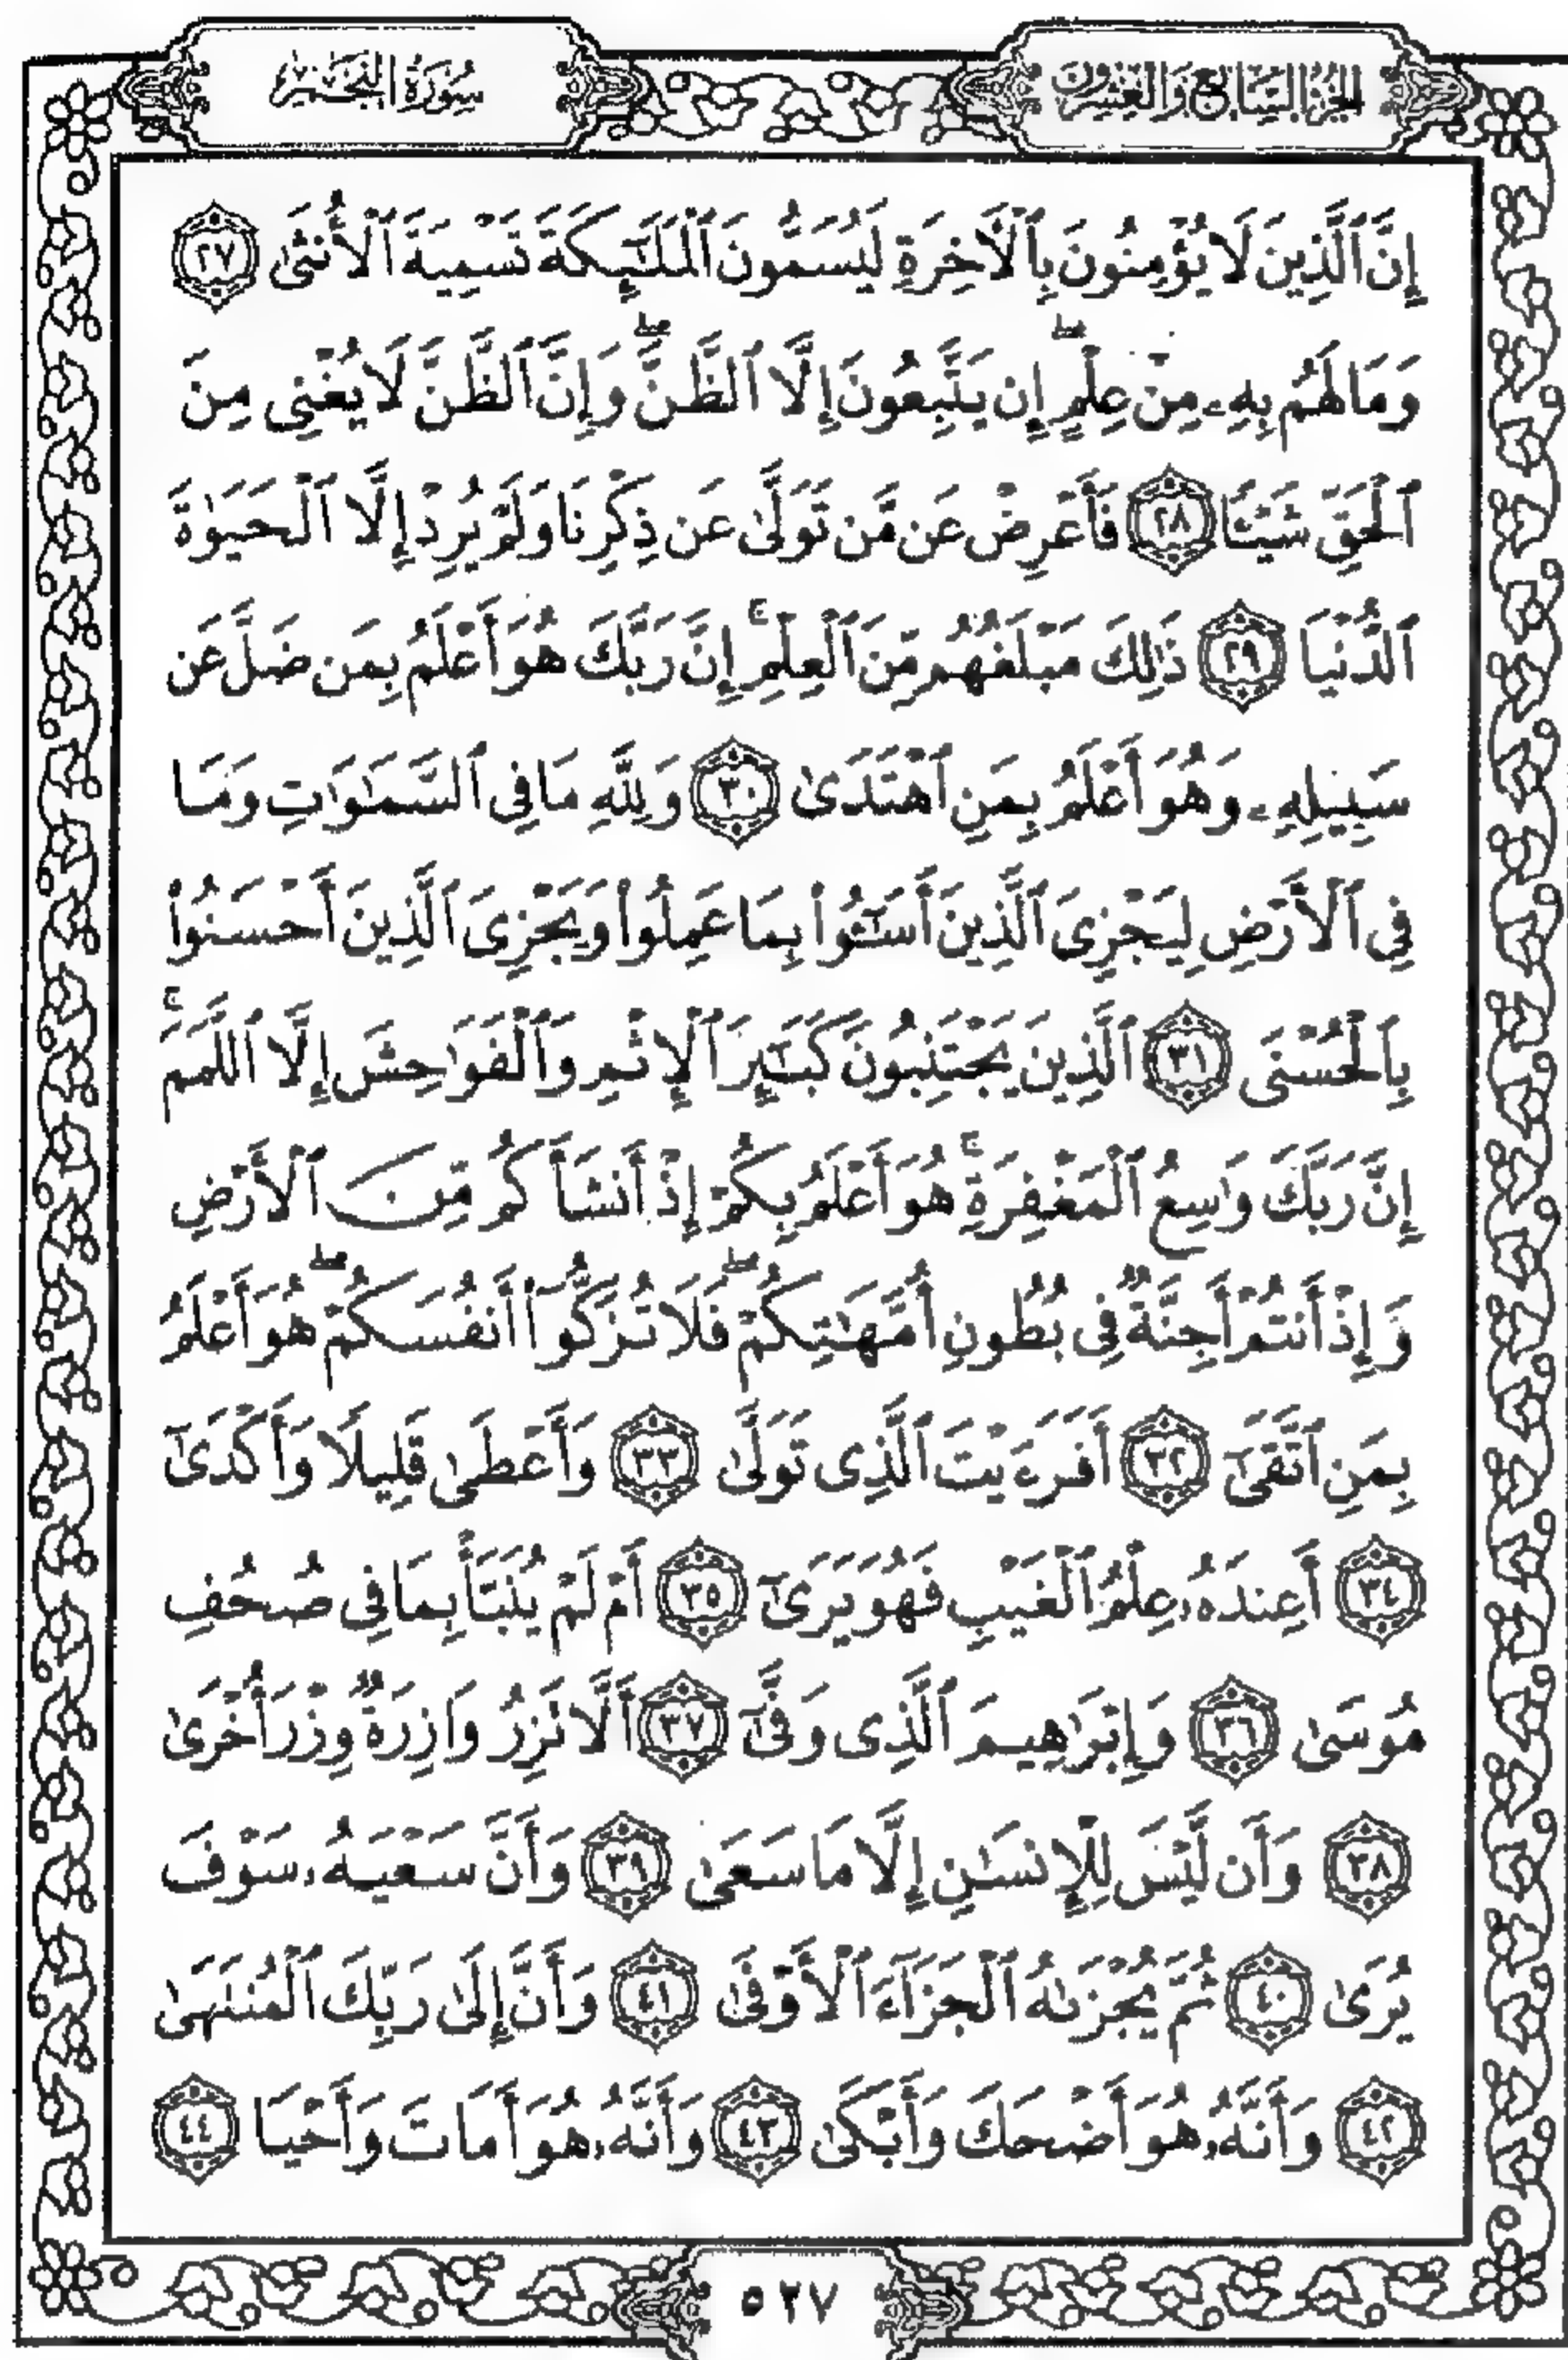 الجزء السابع والعشرون
سورة النجم
إِنَّ ٱلَّذِينَ لَا يُؤْمِنُونَ بِٱلْأَخِرَةِ لَيُسَمُّونَ ٱلْمَلَـٰٓئِكَةَ تَسْمِيَةَ ٱلْأُنثَىٰ ٢٧
وَمَا لَهُم بِهِۦ مِنْ عِلْمٍ ۖ إِن يَتَّبِعُونَ إِلَّا ٱلظَّنَّ ۖ وَإِنَّ ٱلظَّنَّ لَا يُغْنِى مِنَ
ٱلْحَقِّ شَيْـًٔا ٢٨ فَأَعْرِضْ عَن مَّن تَوَلَّىٰ عَن ذِكْرِنَا وَلَمْ يُرِدْ إِلَّا ٱلْحَيَوٰةَ
ٱلدُّنْيَا ٢٩ ذَٰلِكَ مَبْلَغُهُم مِّنَ ٱلْعِلْمِ ۚ إِنَّ رَبَّكَ هُوَ أَعْلَمُ بِمَن ضَلَّ عَن
سَبِيلِهِۦ وَهُوَ أَعْلَمُ بِمَنِ ٱهْتَدَىٰ ٣٠ وَلِلَّهِ مَا فِى ٱلسَّمَـٰوَٰتِ وَمَا
فِى ٱلْأَرْضِ لِيَجْزِىَ ٱلَّذِينَ أَسَـٰٓـُٔوا۟ بِمَا عَمِلُوا۟ وَيَجْزِىَ ٱلَّذِينَ أَحْسَنُوا۟
بِٱلْحُسْنَى ٣١ ٱلَّذِينَ يَجْتَنِبُونَ كَبَـٰٓئِرَ ٱلْإِثْمِ وَٱلْفَوَٰحِشَ إِلَّا ٱللَّمَمَ ۚ
إِنَّ رَبَّكَ وَٰسِعُ ٱلْمَغْفِرَةِ ۚ هُوَ أَعْلَمُ بِكُمْ إِذْ أَنشَأَكُم مِّنَ ٱلْأَرْضِ
وَإِذْ أَنتُمْ أَجِنَّةٌ فِى بُطُونِ أُمَّهَـٰتِكُمْ ۖ فَلَا تُزَكُّوٓا۟ أَنفُسَكُمْ ۖ هُوَ أَعْلَمُ
بِمَنِ ٱتَّقَىٰٓ ٣٢ أَفَرَءَيْتَ ٱلَّذِى تَوَلَّىٰ ٣٣ وَأَعْطَىٰ قَلِيلًا وَأَكْدَىٰٓ
٣٤ أَعِندَهُۥ عِلْمُ ٱلْغَيْبِ فَهُوَ يَرَىٰٓ ٣٥ أَمْ لَمْ يُنَبَّأْ بِمَا فِى صُحُفِ
مُوسَىٰ ٣٦ وَإِبْرَٰهِيمَ ٱلَّذِى وَفَّىٰٓ ٣٧ أَلَّا تَزِرُ وَازِرَةٌ وِزْرَ أُخْرَىٰ
٣٨ وَأَن لَّيْسَ لِلْإِنسَـٰنِ إِلَّا مَا سَعَىٰ ٣٩ وَأَنَّ سَعْيَهُۥ سَوْفَ
يُرَىٰ ٤٠ ثُمَّ يُجْزَىٰهُ ٱلْجَزَآءَ ٱلْأَوْفَىٰ ٤١ وَأَنَّ إِلَىٰ رَبِّكَ ٱلْمُنتَهَىٰ
٤٢ وَأَنَّهُۥ هُوَ أَضْحَكَ وَأَبْكَىٰ ٤٣ وَأَنَّهُۥ هُوَ أَمَاتَ وَأَحْيَا ٤٤
٥٢٧